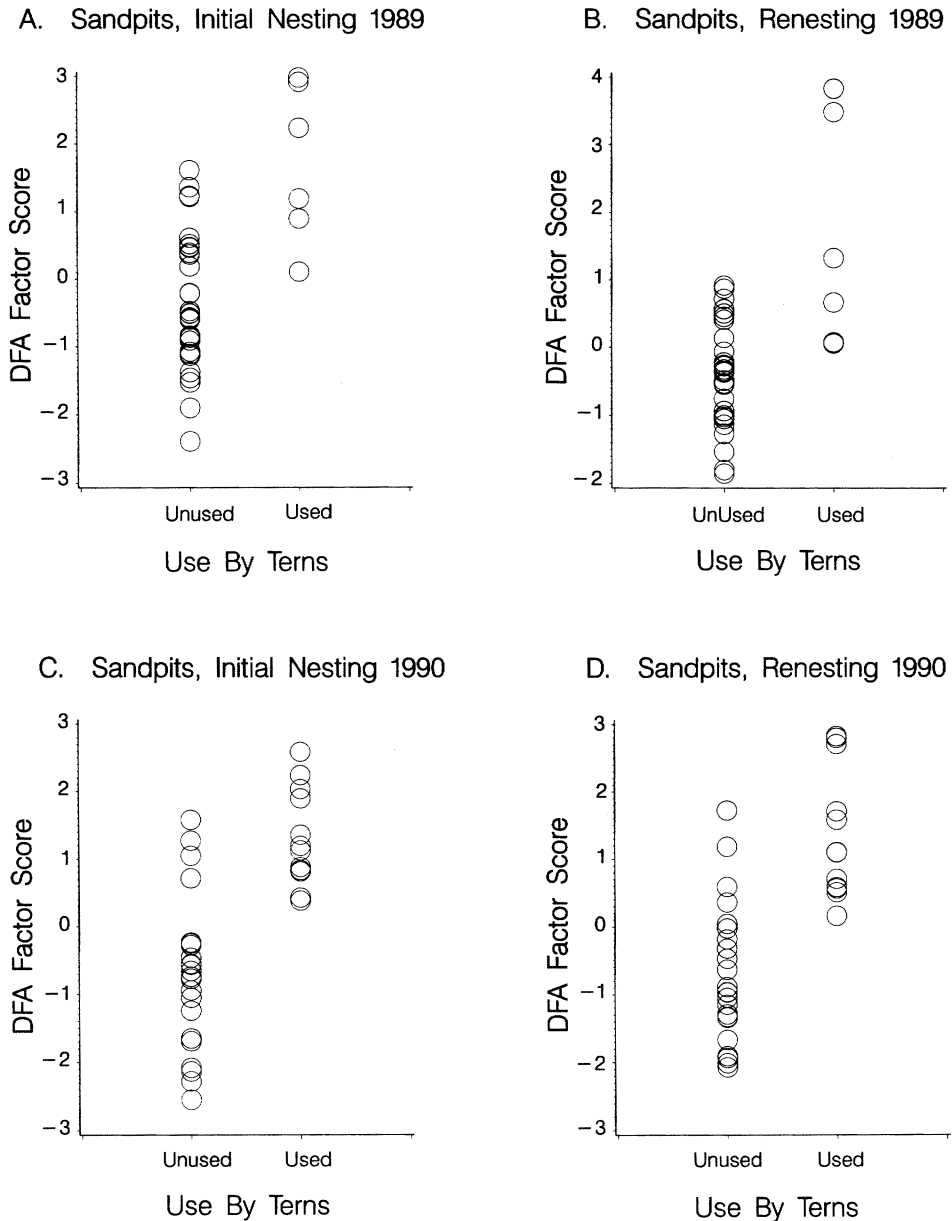 A. Sandpits, Initial Nesting 1989
3
2
1
0
−1
−2
−3
DFA Factor Score
Unused Used
Use By Terns
B. Sandpits, Renesting 1989
4
3
2
1
0
−1
−2
DFA Factor Score
UnUsed Used
Use By Terns
C. Sandpits, Initial Nesting 1990
3
2
1
0
−1
−2
−3
DFA Factor Score
Unused Used
Use By Terns
D. Sandpits, Renesting 1990
3
2
1
0
−1
−2
−3
DFA Factor Score
UnUsed Used
Use By Terns